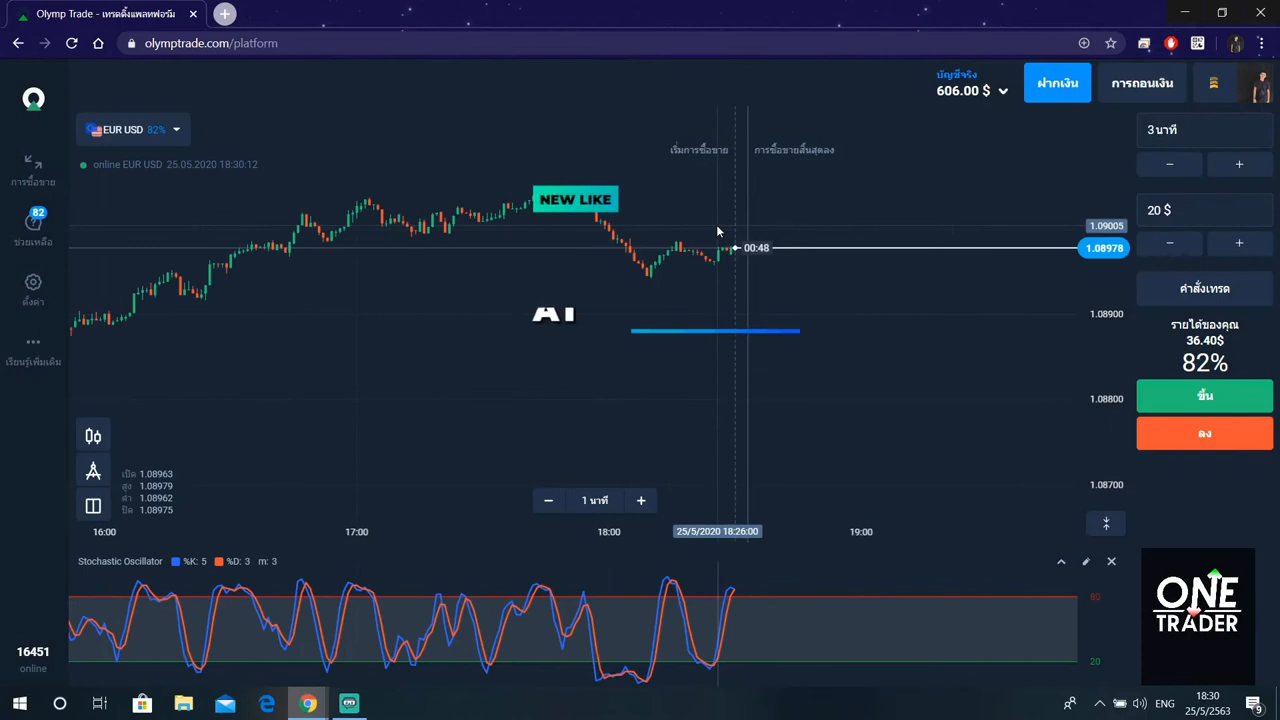 Olymp Trade - เทรดดิ้งแพลทฟอร์ม
olymptrade.com/platform
บัญชีจริง
606.00 $
ฝากเงิน
การถอนเงิน
EUR USD 82%
online EUR USD 25.05.2020 18:30:12
การซื้อขาย
82
ช่วยเหลือ
ตั้งค่า
เรียนรู้เพิ่มเติม
16451
online
เริ่มการซื้อขาย
การซื้อขายสิ้นสุดลง
NEW LIKE
00:48
1.09005
1.08978
1.08900
1.08800
1.08700
3 นาที
20 $
คำสั่งเทรด
รายได้ของคุณ
36.40$
82%
ขึ้น
ลง
เปิด 1.08963
สูง 1.08979
ต่ำ 1.08962
ปิด 1.08975
1 นาที
16:00
17:00
18:00
25/5/2020 18:26:00
19:00
Stochastic Oscillator %K: 5 %D: 3 m: 3
80
20
ONE
TRADER
ENG
18:30
25/5/2563
9